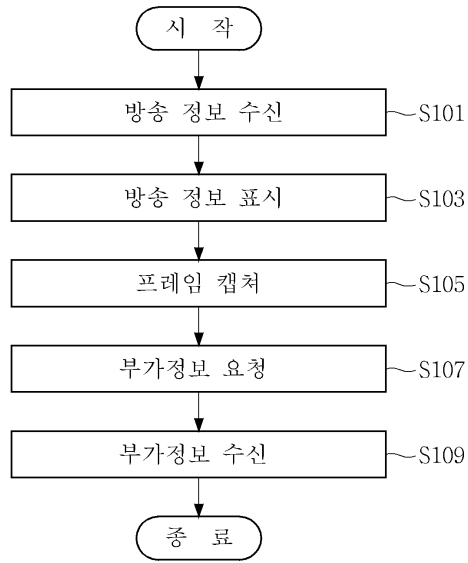 시 작
방송 정보 수신 S101
방송 정보 표시 S103
프레임 캡쳐 S105
부가정보 요청 S107
부가정보 수신 S109
종 료